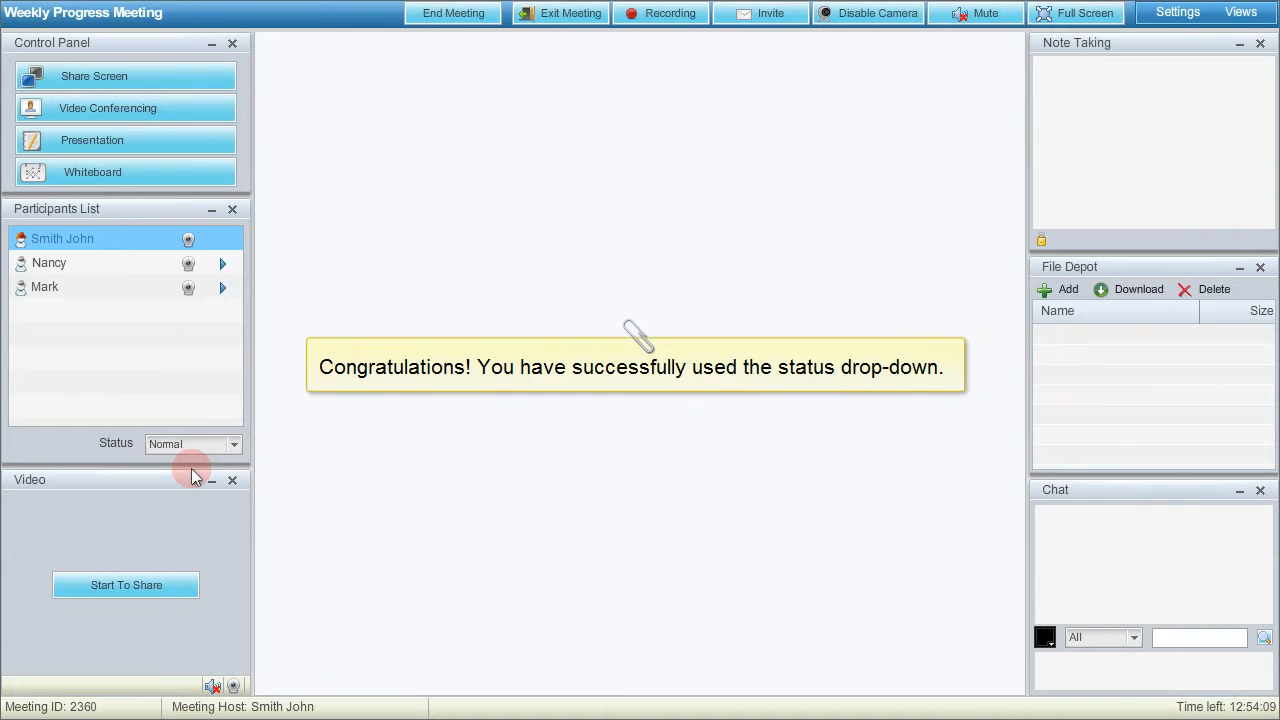 Weekly Progress Meeting
End Meeting
Exit Meeting
Recording
Invite
Disable Camera
Mute
Full Screen
Settings
Views
Control Panel
Share Screen
Video Conferencing
Presentation
Whiteboard
Participants List
Smith John
Nancy
Mark
Status
Normal
Video
Start To Share
Congratulations! You have successfully used the status drop-down.
Note Taking
File Depot
Add
Download
Delete
Name
Size
Chat
All
Meeting ID: 2360
Meeting Host: Smith John
Time left: 12:54:09